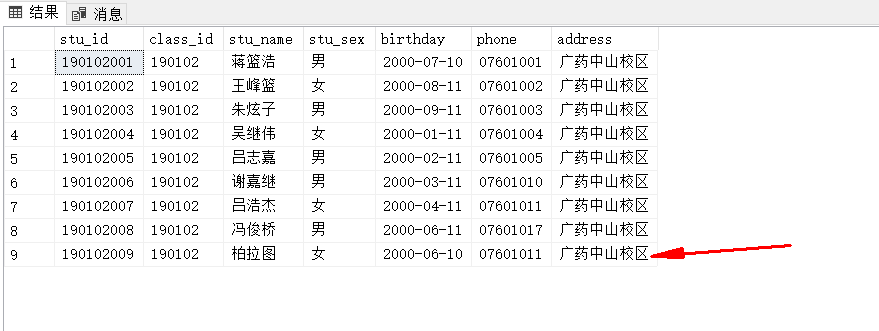 结果 消息
stu_id class_id stu_name stu_sex birthday phone address
1 190102001 190102 蒋篮浩 男 2000-07-10 07601001 广药中山校区
2 190102002 190102 王峰篮 女 2000-08-11 07601002 广药中山校区
3 190102003 190102 朱炫子 男 2000-09-11 07601003 广药中山校区
4 190102004 190102 吴继伟 女 2000-01-11 07601004 广药中山校区
5 190102005 190102 吕志嘉 男 2000-02-11 07601005 广药中山校区
6 190102006 190102 谢嘉继 男 2000-03-11 07601010 广药中山校区
7 190102007 190102 吕浩杰 女 2000-04-11 07601011 广药中山校区
8 190102008 190102 冯俊桥 男 2000-06-11 07601017 广药中山校区
9 190102009 190102 柏拉图 女 2000-06-10 07601011 广药中山校区